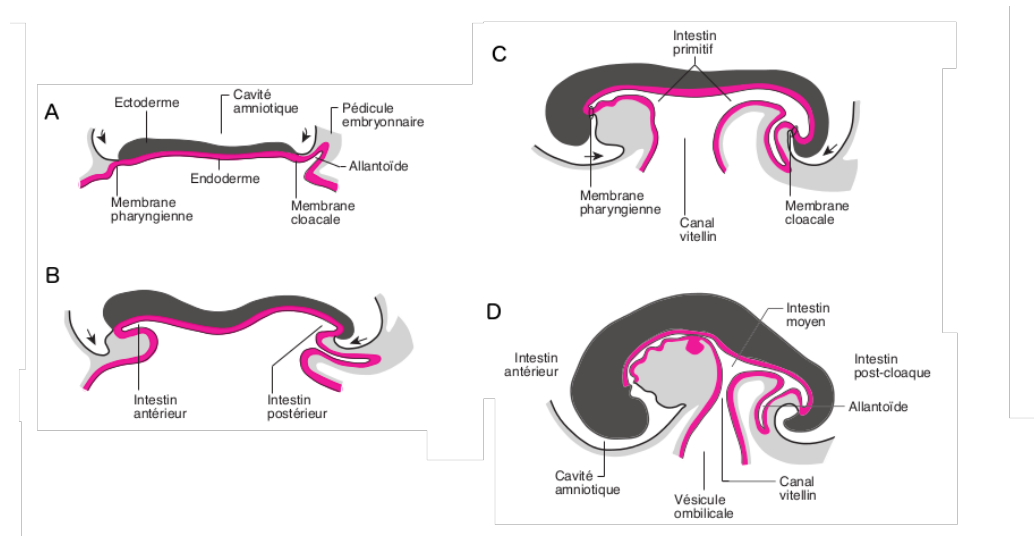 A
Ectoderme
Cavité
amniotique
Pédicule
embryonnaire
Allantoïde
Endoderme
Membrane
pharyngienne
Membrane
cloacale
B
Intestin
antérieur
Intestin
postérieur
C
Intestin
primitif
Membrane
pharyngienne
Canal
vitellin
Membrane
cloacale
D
Intestin
moyen
Intestin
antérieur
Intestin
post-cloaque
Allantoïde
Cavité
amniotique
Vésicule
ombilicale
Canal
vitellin